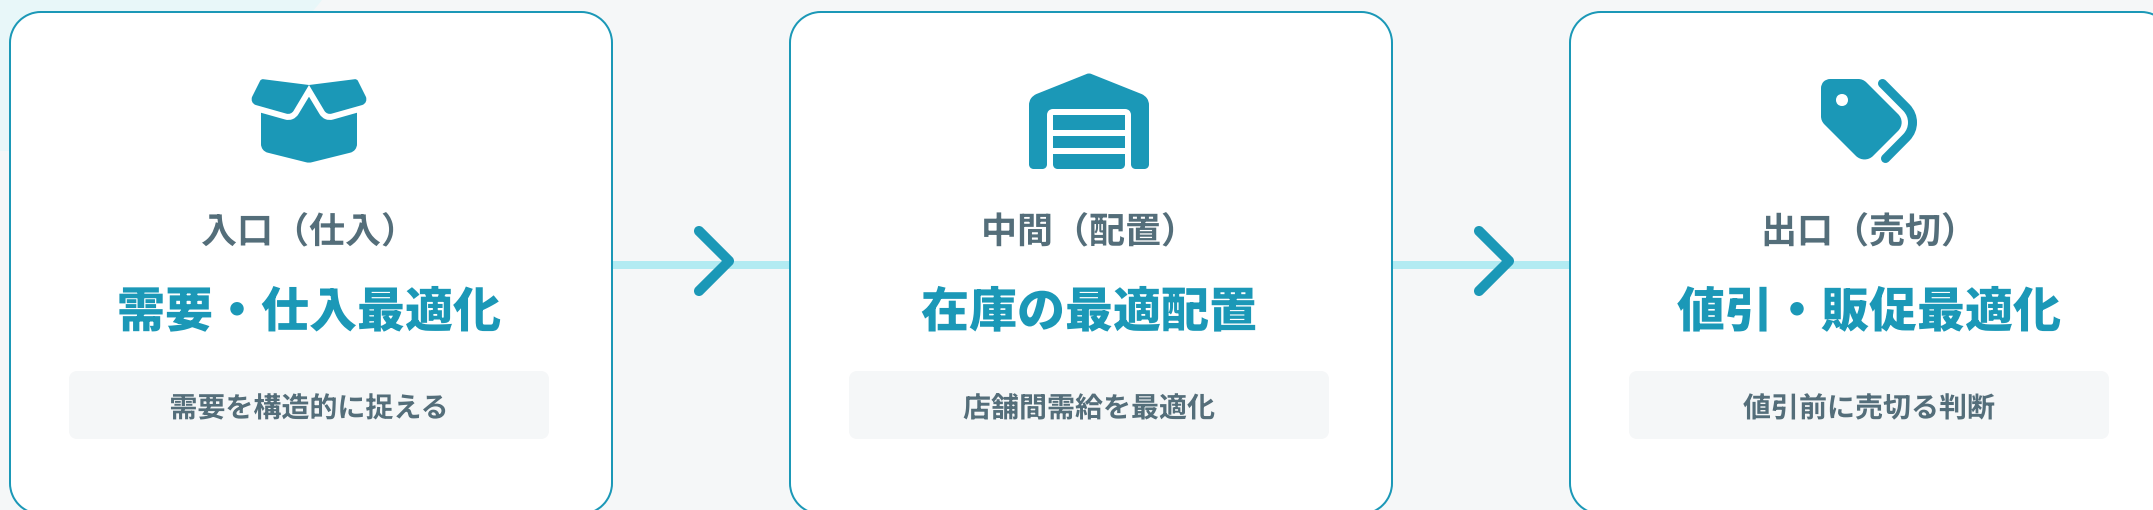 入口（仕入）
需要・仕入最適化
需要を構造的に捉える
中間（配置）
在庫の最適配置
店舗間需給を最適化
出口（売切）
値引・販促最適化
値引前に売切る判断